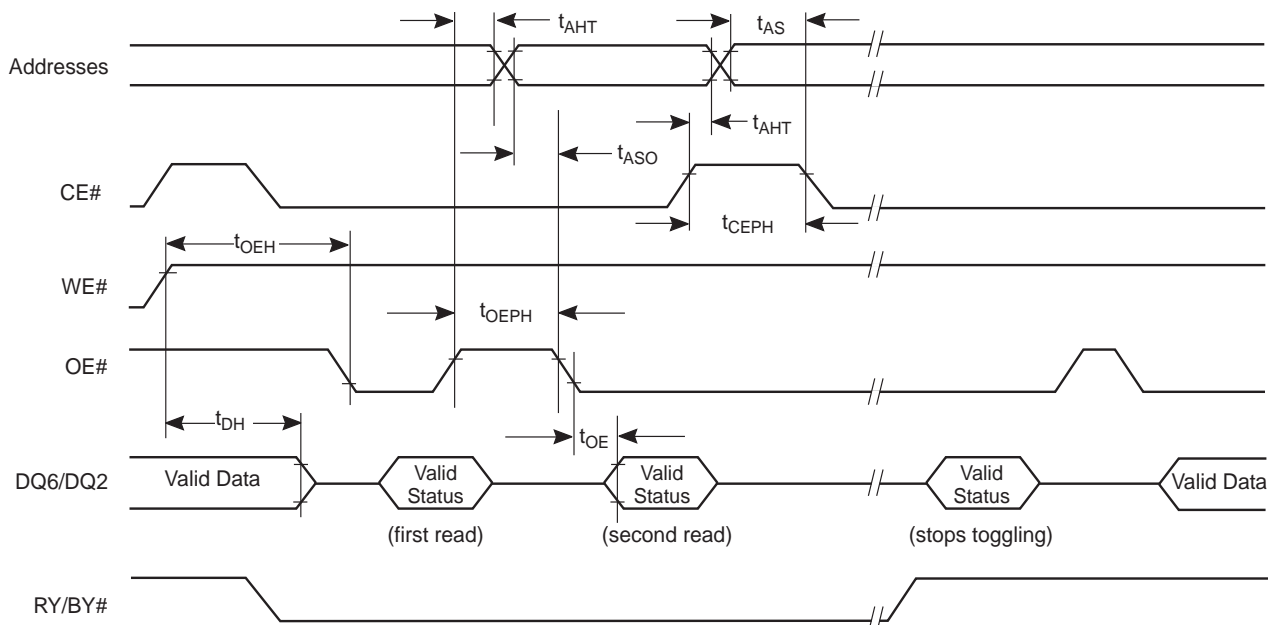 tAHT
tAS
Addresses
tAHT
tASO
CE#
tCEPH
tOEH
WE#
tOEPH
OE#
tDH
tOE
DQ6/DQ2
Valid Data
Valid
Status
Valid
Status
Valid
Status
Valid Data
(first read)
(second read)
(stops toggling)
RY/BY#